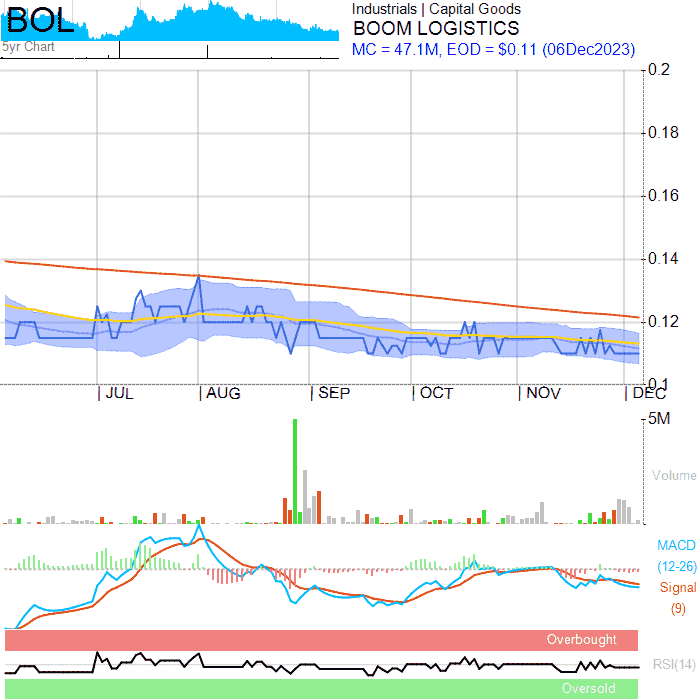 BOL
5yr Chart
Industrials | Capital Goods
BOOM LOGISTICS
MC = 47.1M, EOD = $0.11 (06Dec2023)
0.2
0.18
0.16
0.14
0.12
0.1
JUL AUG SEP OCT NOV DEC
5M
Volume
MACD
(12-26)
Signal
(9)
Overbought
RSI(14)
Oversold